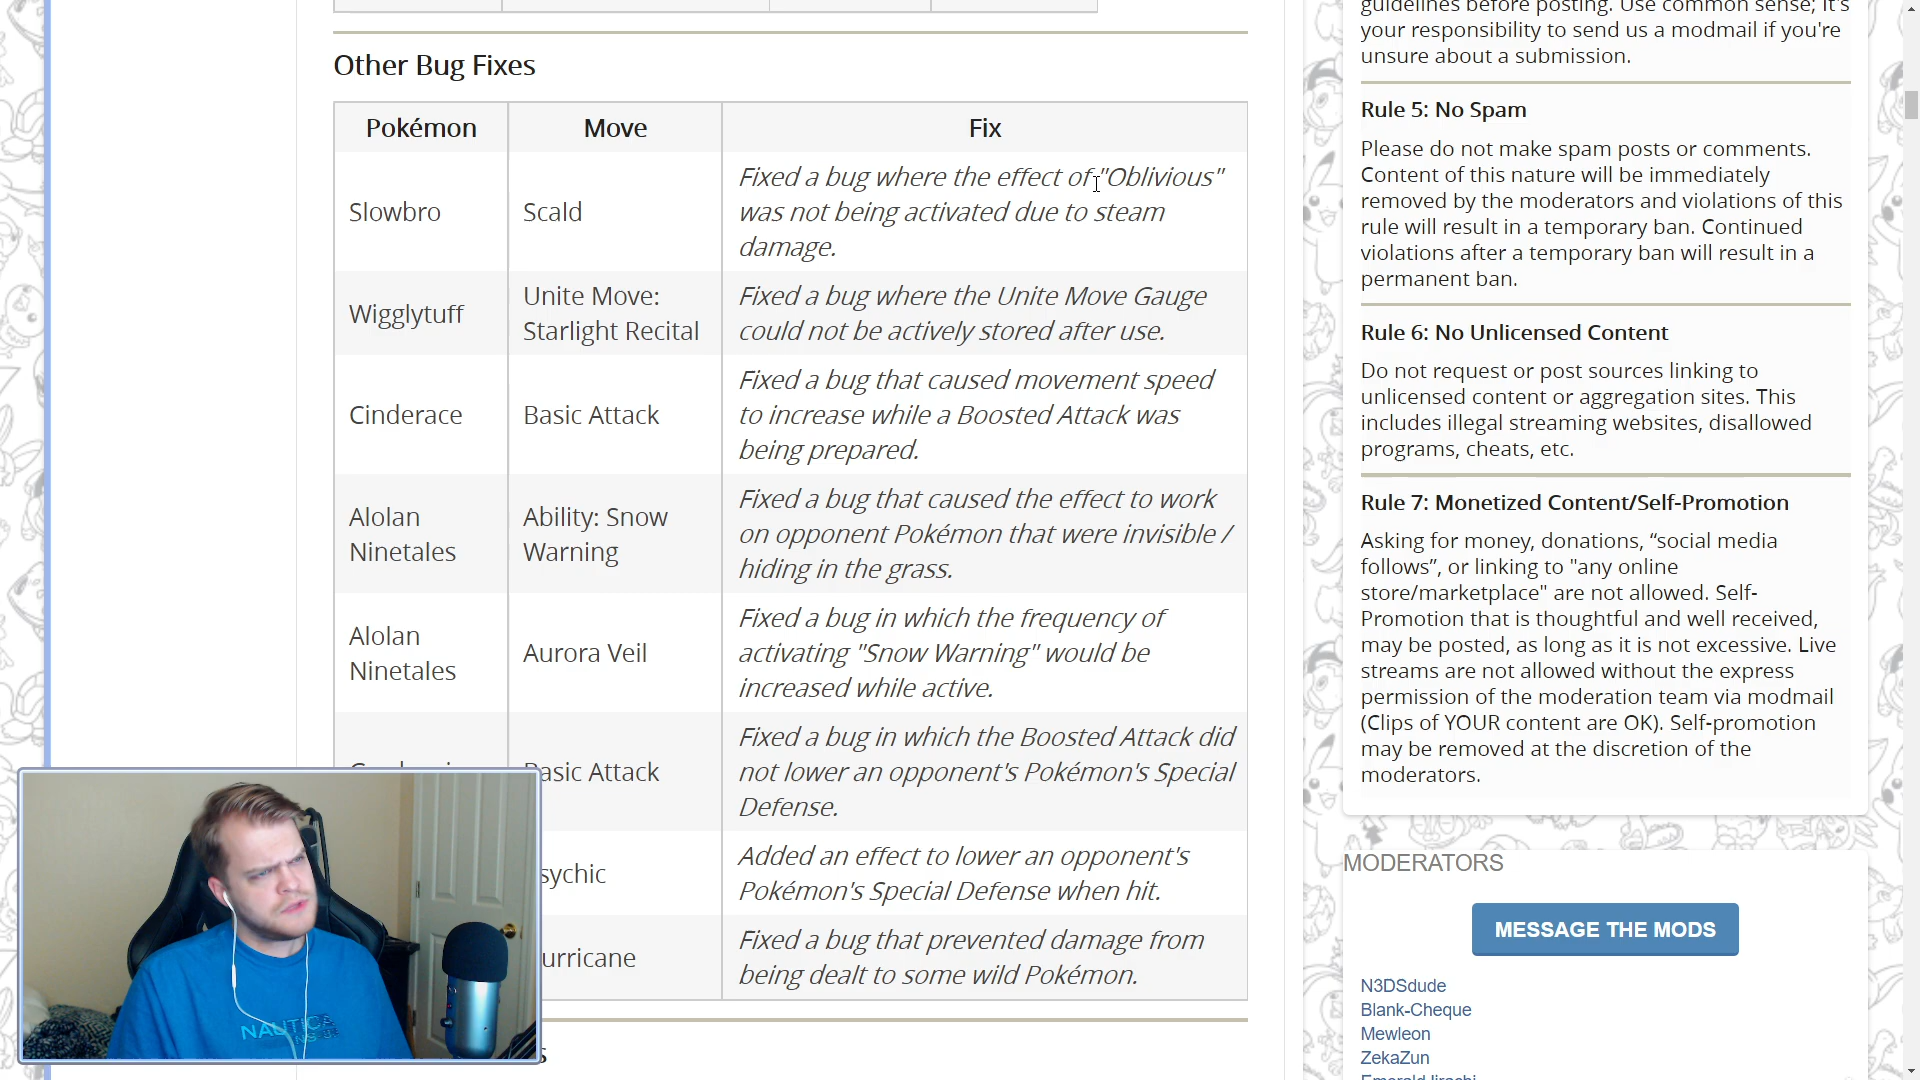 Other Bug Fixes
Pokémon Move Fix
Slowbro Scald
Fixed a bug where the effect of "Oblivious"
was not being activated due to steam
damage.
Wigglytuff
Unite Move:
Starlight Recital
Fixed a bug where the Unite Move Gauge
could not be actively stored after use.
Cinderace Basic Attack
Fixed a bug that caused movement speed
to increase while a Boosted Attack was
being prepared.
Alolan
Ninetales
Ability: Snow
Warning
Fixed a bug that caused the effect to work
on opponent Pokémon that were invisible /
hiding in the grass.
Alolan
Ninetales
Aurora Veil
Fixed a bug in which the frequency of
activating "Snow Warning" would be
increased while active.
asic Attack
Fixed a bug in which the Boosted Attack did
not lower an opponent's Pokémon's Special
Defense.
sychic
Added an effect to lower an opponent's
Pokémon's Special Defense when hit.
urricane
Fixed a bug that prevented damage from
being dealt to some wild Pokémon.
s
NAUTICA
guidelines before posting. Use common sense; it's
your responsibility to send us a modmail if you're
unsure about a submission.
Rule 5: No Spam
Please do not make spam posts or comments.
Content of this nature will be immediately
removed by the moderators and violations of this
rule will result in a temporary ban. Continued
violations after a temporary ban will result in a
permanent ban.
Rule 6: No Unlicensed Content
Do not request or post sources linking to
unlicensed content or aggregation sites. This
includes illegal streaming websites, disallowed
programs, cheats, etc.
Rule 7: Monetized Content/Self-Promotion
Asking for money, donations, “social media
follows”, or linking to "any online
store/marketplace" are not allowed. Self-
Promotion that is thoughtful and well received,
may be posted, as long as it is not excessive. Live
streams are not allowed without the express
permission of the moderation team via modmail
(Clips of YOUR content are OK). Self-promotion
may be removed at the discretion of the
moderators.
MODERATORS
MESSAGE THE MODS
N3DSdude
Blank-Cheque
Mewleon
ZekaZun